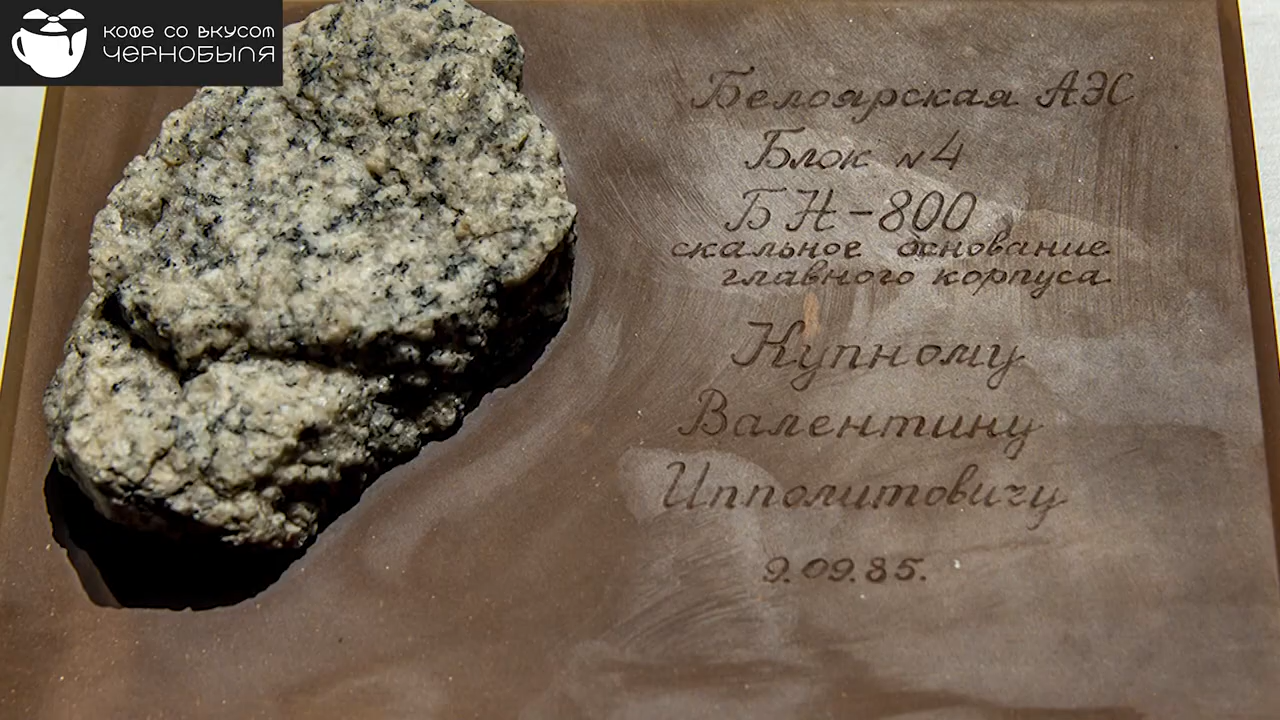 КОФЕ СО ВКУСОМ
ЧЕРНОБЫЛЯ
Белоярская АЭС
Блок №4
БН-800
скальное основание
главного корпуса
Купному
Валентину
Ипполитовичу
9.09.85.